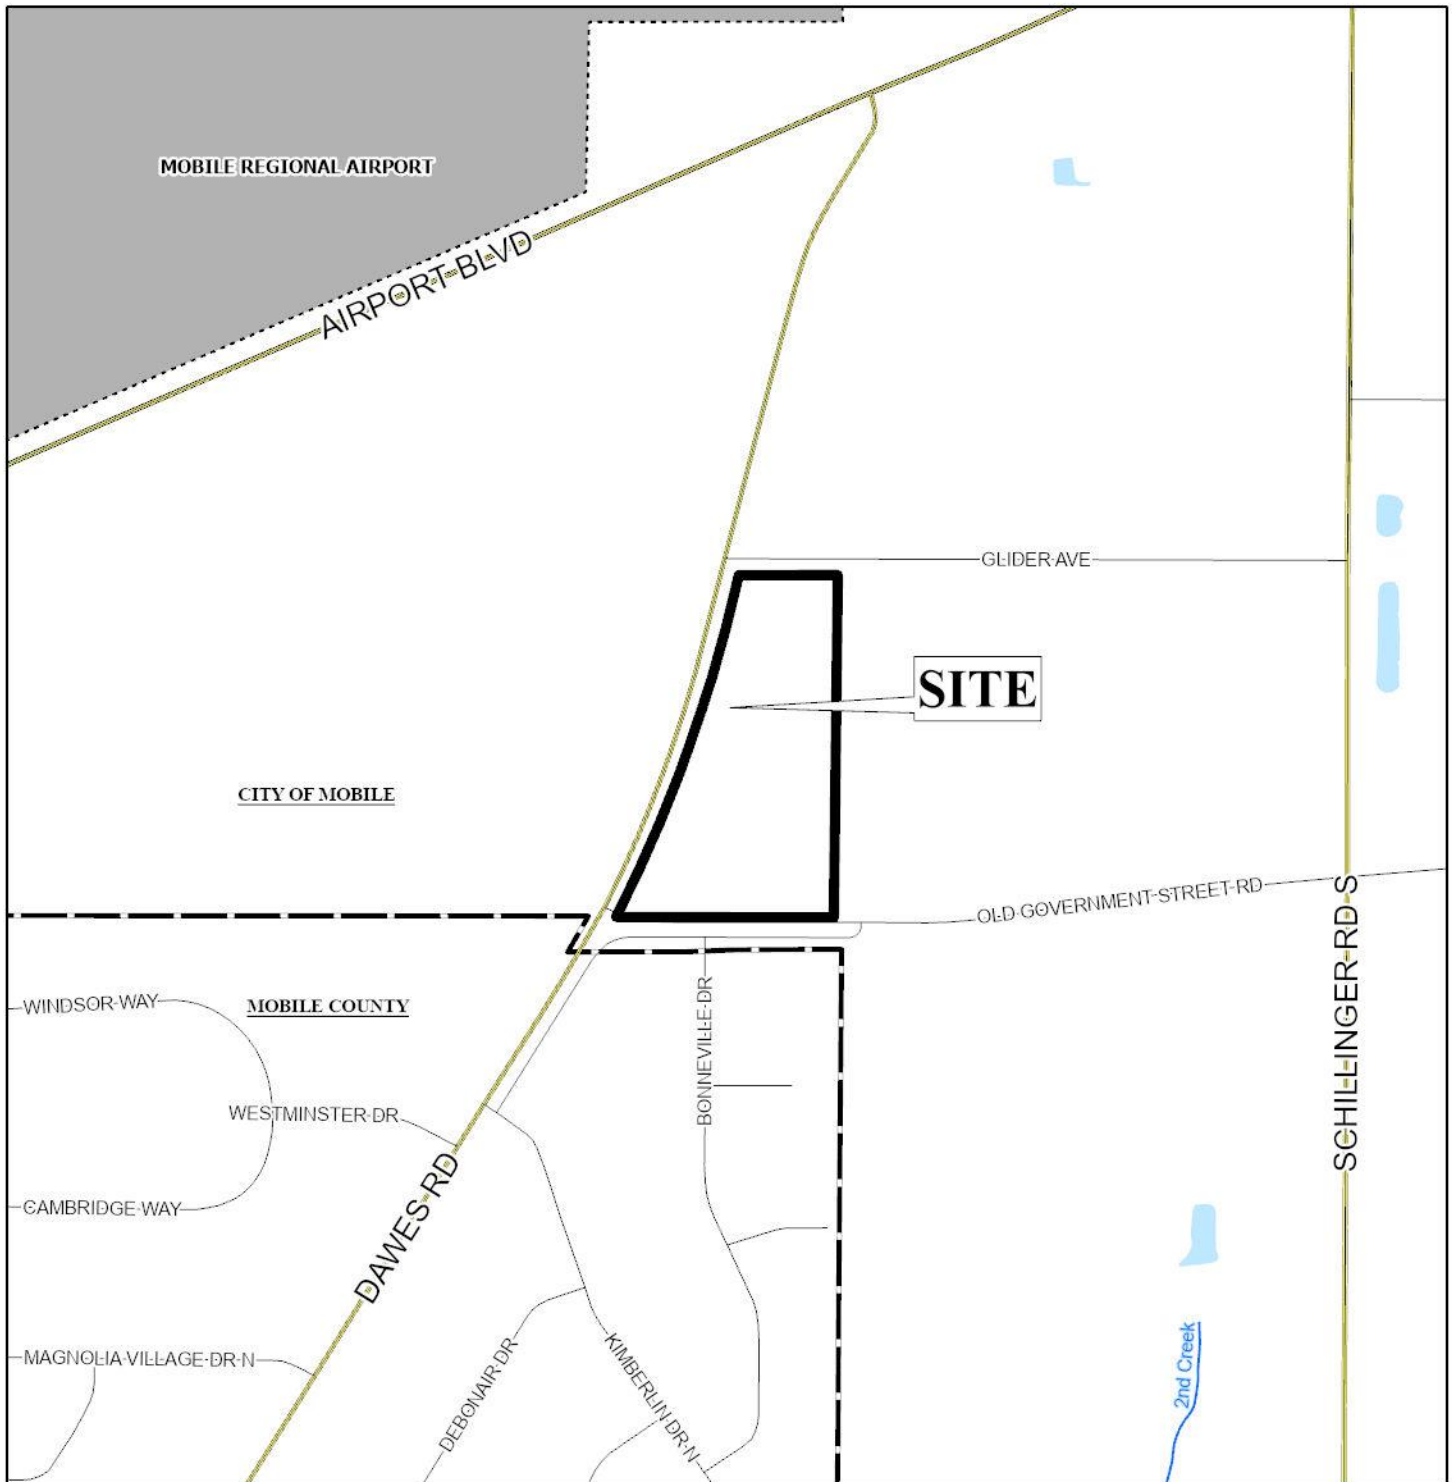 MOBILE REGIONAL AIRPORT
AIRPORT BLVD
GLIDER AVE
SITE
CITY OF MOBILE
OLD GOVERNMENT STREET RD
SCHILLINGER RD S
WINDSOR WAY
MOBILE COUNTY
BONNEVILLE DR
WESTMINSTER DR
CAMBRIDGE WAY
DAWES RD
MAGNOLIA VILLAGE DR N
DEBONAIR DR
KIMBERLIN DR N
2nd Creek